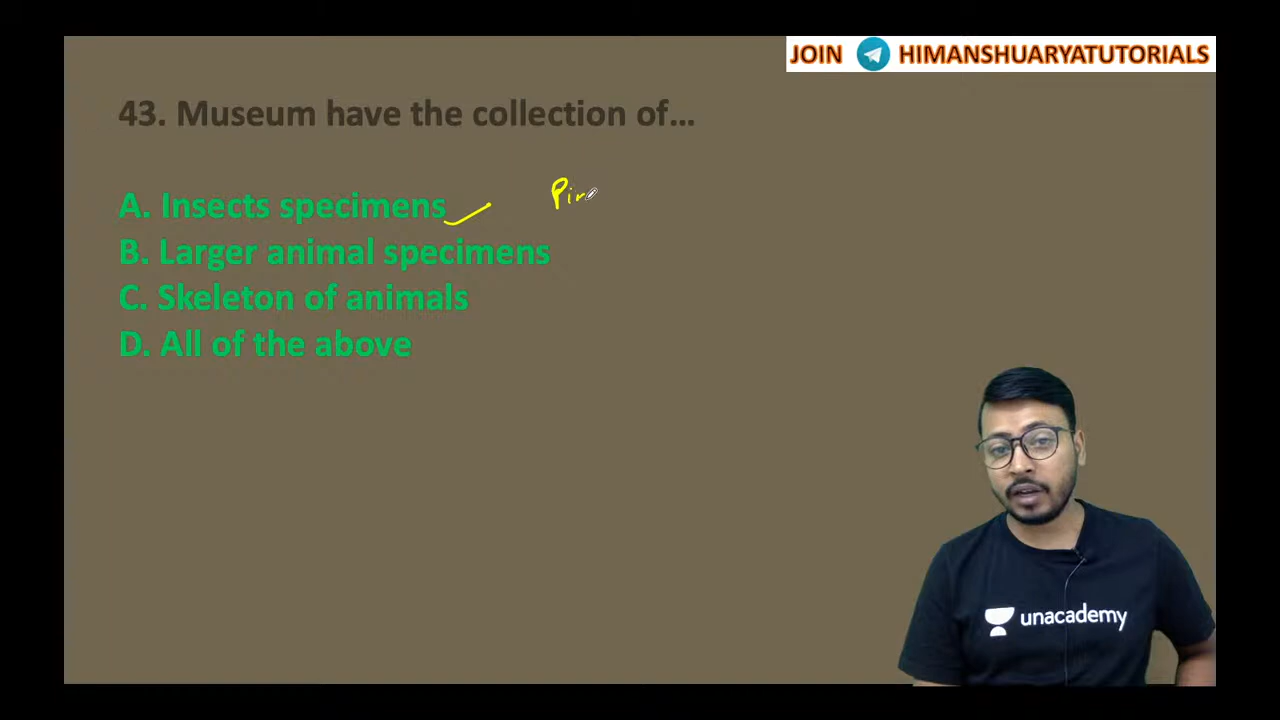 JOIN HIMANSHUARYATUTORIALS
43. Museum have the collection of...
A. Insects specimens
B. Larger animal specimens
C. Skeleton of animals
D. All of the above
unacademy